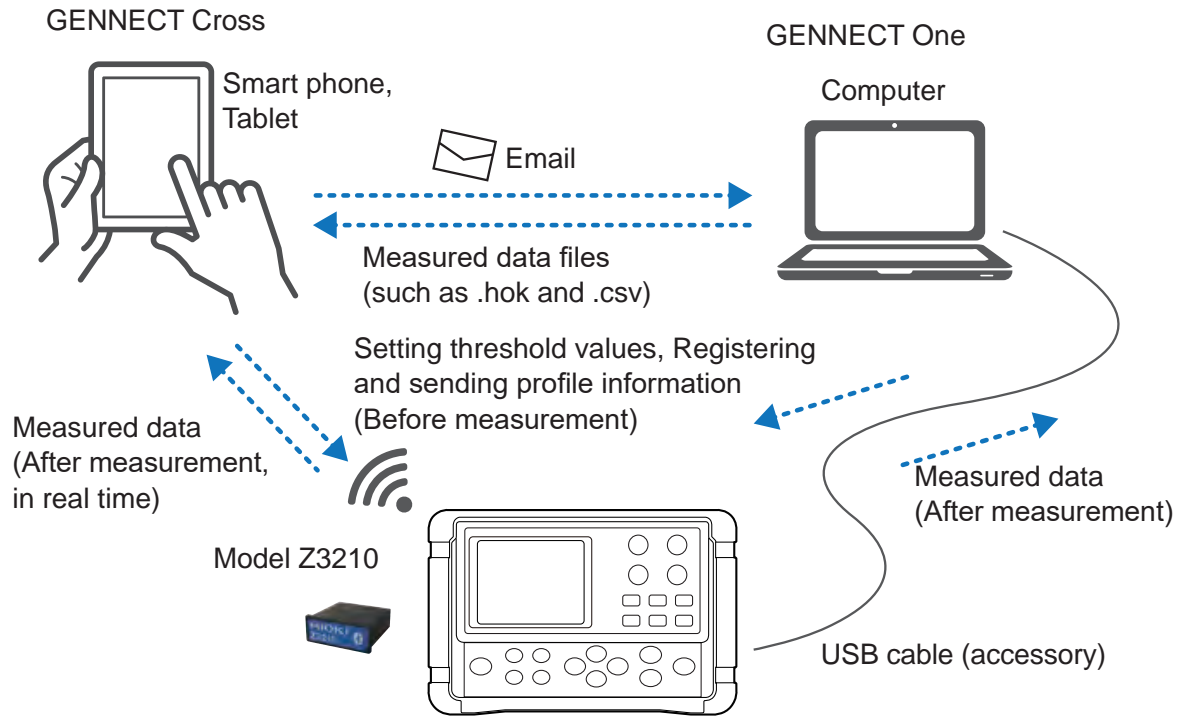 GENNECT Cross
GENNECT One
Smart phone,
Tablet
Computer
Email
Measured data files
(such as .hok and .csv)
Setting threshold values, Registering
and sending profile information
(Before measurement)
Measured data
(After measurement,
in real time)
Measured data
(After measurement)
Model Z3210
HIOKI
Z3210
USB cable (accessory)